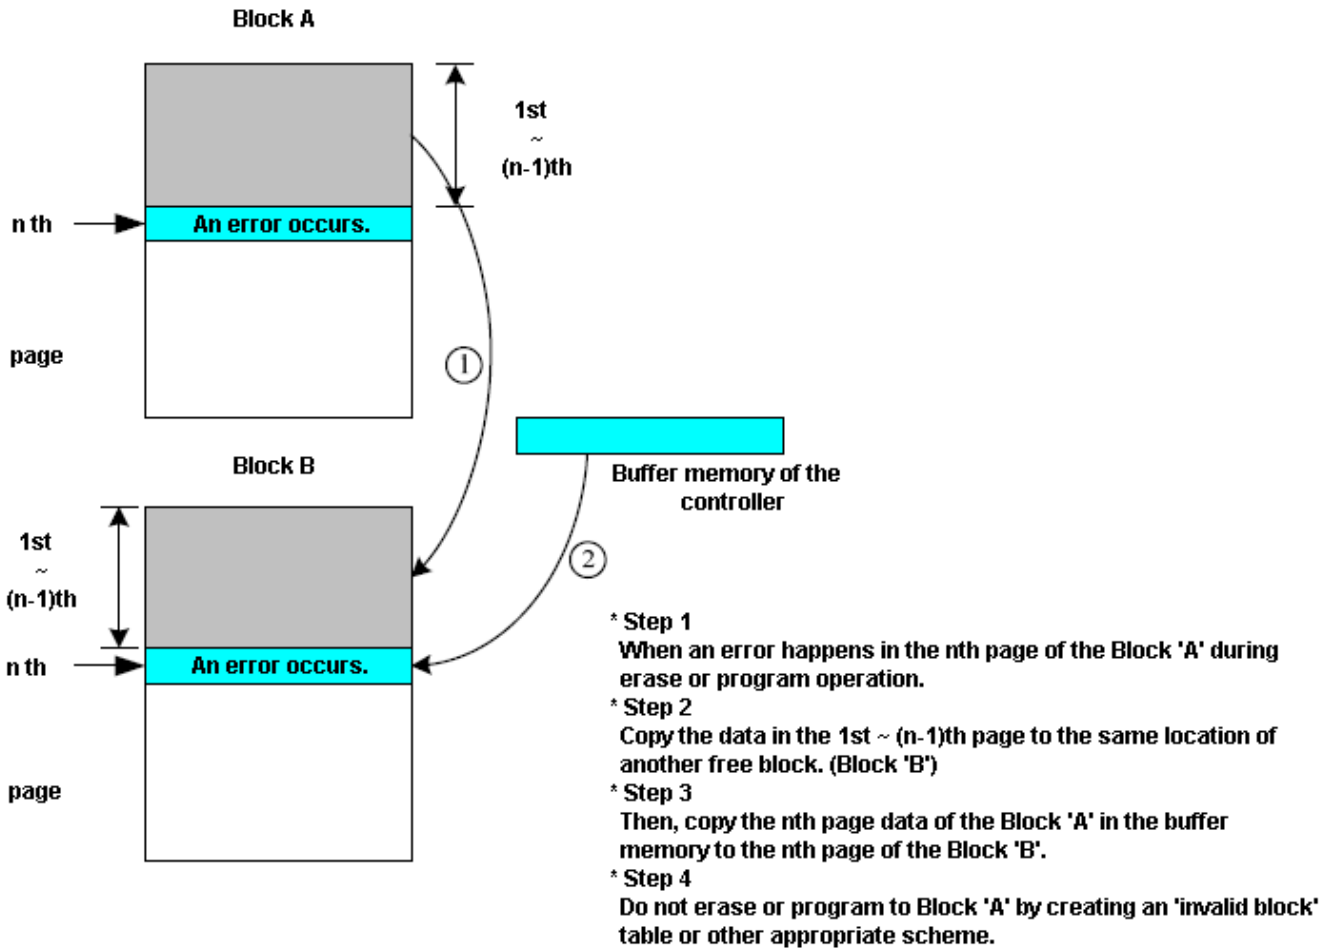 Block A
1st
~
(n-1)th
n th
An error occurs.
page
1
Buffer memory of the
controller
Block B
1st
~
(n-1)th
2
n th
An error occurs.
page
* Step 1
When an error happens in the nth page of the Block 'A' during
erase or program operation.
* Step 2
Copy the data in the 1st ~ (n-1)th page to the same location of
another free block. (Block 'B')
* Step 3
Then, copy the nth page data of the Block 'A' in the buffer
memory to the nth page of the Block 'B'.
* Step 4
Do not erase or program to Block 'A' by creating an 'invalid block'
table or other appropriate scheme.